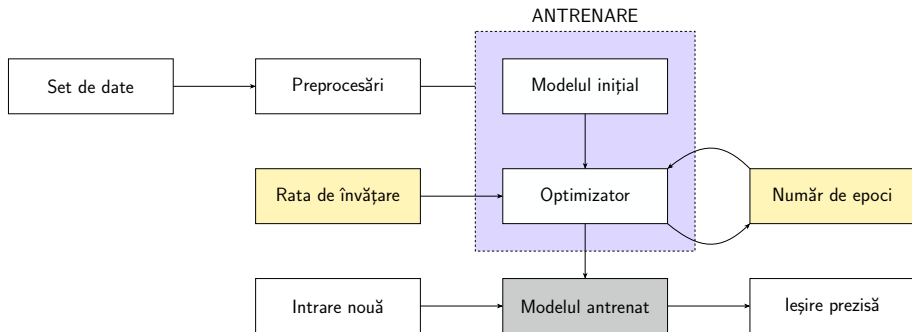 ANTRENARE
Set de date
Preprocesări
Modelul inițial
Rata de învățare
Optimizator
Număr de epoci
Intrare nouă
Modelul antrenat
Ieșire prezisă